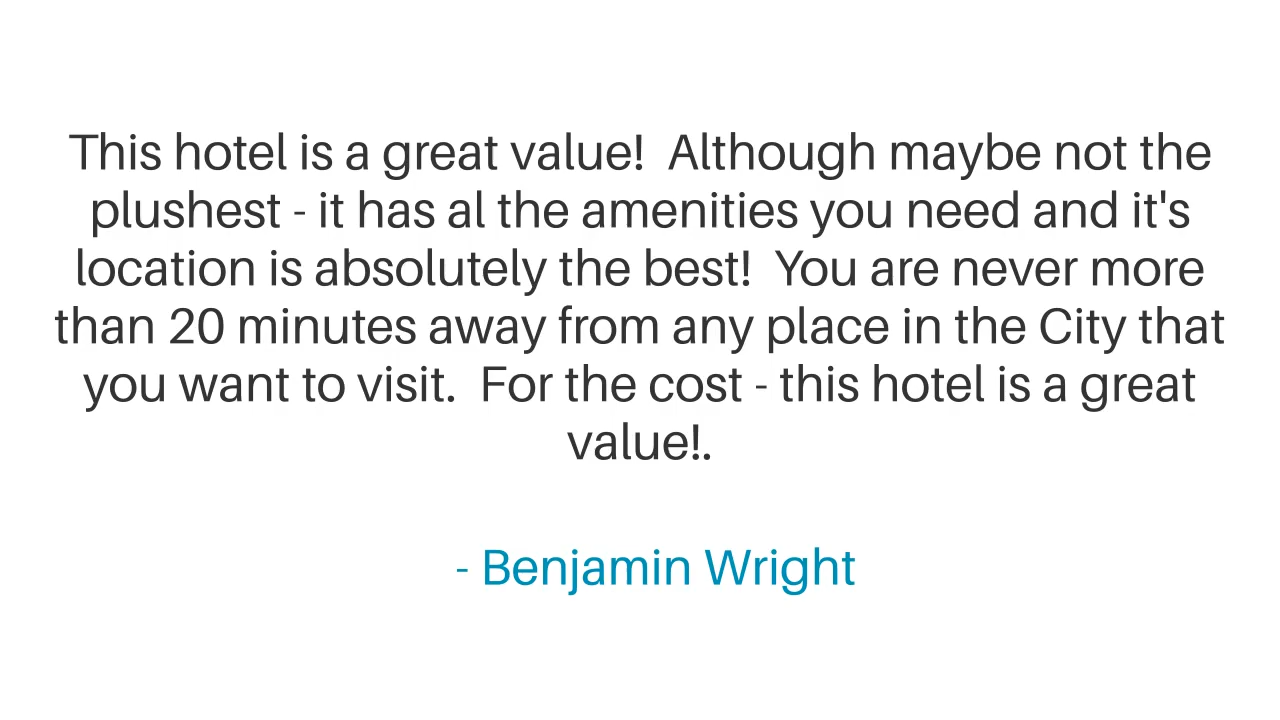 This hotel is a great value!  Although maybe not the
plushest - it has al the amenities you need and it's
location is absolutely the best!  You are never more
than 20 minutes away from any place in the City that
you want to visit.  For the cost - this hotel is a great
value!.
- Benjamin Wright